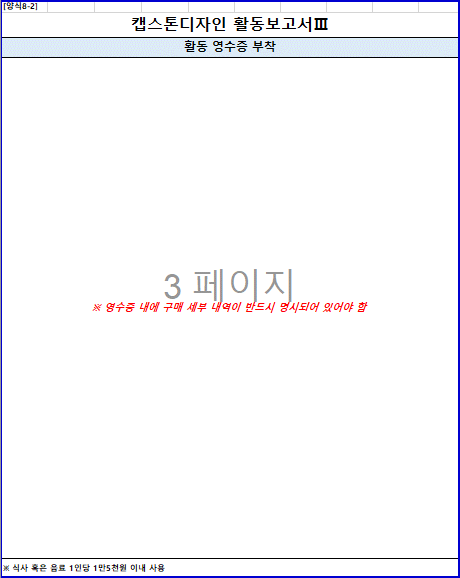 [양식8-2]
캡스톤디자인 활동보고서Ⅲ
활동 영수증 부착
3 페이지
※ 영수증 내에 구매 세부 내역이 반드시 명시되어 있어야 함
※ 식사 혹은 음료 1인당 1만5천원 이내 사용